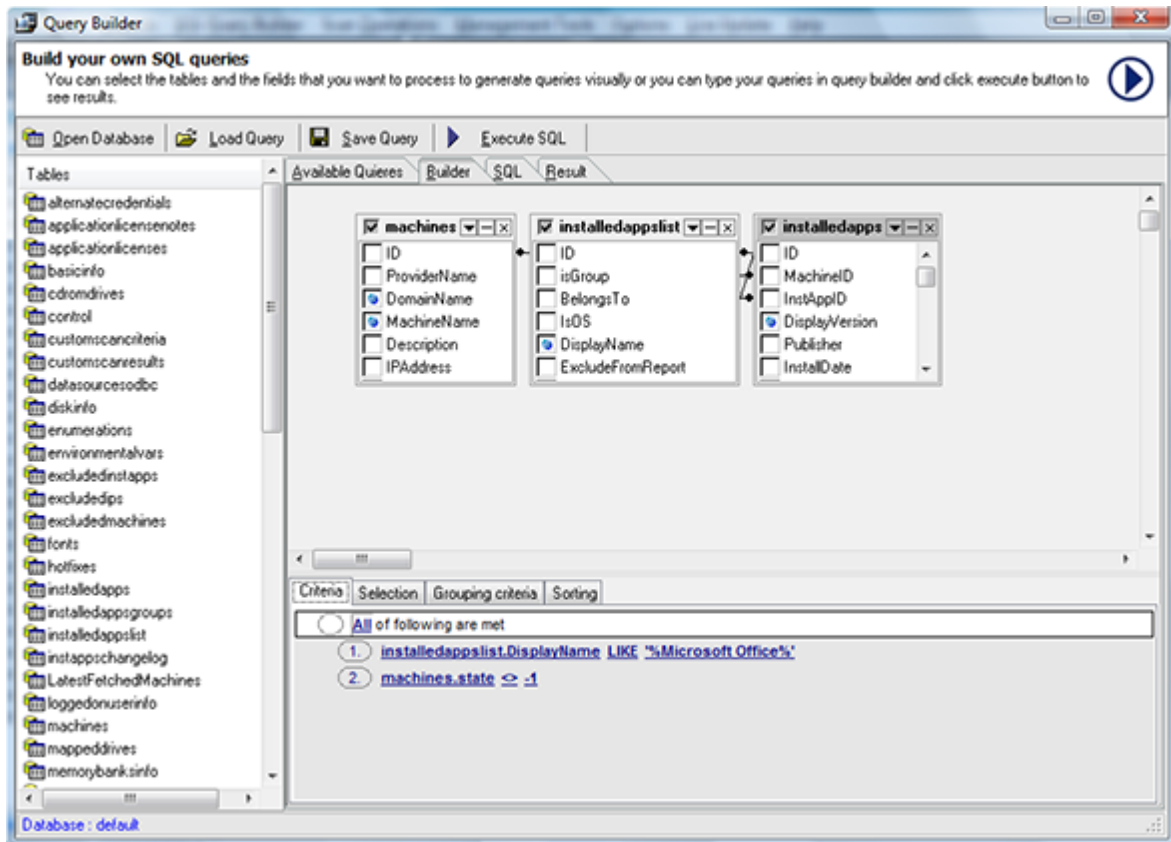 Query Builder
Build your own SQL queries
You can select the tables and the fields that you want to process to generate queries visually or you can type your queries in query builder and click execute button to
see results.
Open Database Load Query Save Query Execute SQL
Tables
alternatecredentials
applicationlicensenotes
applicationlicenses
basicinfo
cdromdrives
control
customscancriteria
customscanresults
datasourcesodbc
diskinfo
enumerations
environmentalvars
excludedinstapps
excludedips
excludedmachines
fonts
hotfixes
installedapps
installedappsgroups
installedappslist
instappschangelog
LatestFetchedMachines
loggedonuserinfo
machines
mappeddrives
memorybanksinfo
Available Quieres Builder SQL Result
machines
ID
ProviderName
DomainName
MachineName
Description
IPAddress
installedappslist
ID
isGroup
BelongsTo
IsOS
DisplayName
ExcludeFromReport
installedapps
ID
MachineID
InstAppID
DisplayVersion
Publisher
InstallDate
Criteria Selection Grouping criteria Sorting
All of following are met
1. installedappslist.DisplayName LIKE '%Microsoft Office%'
2. machines.state <> -1
Database : default